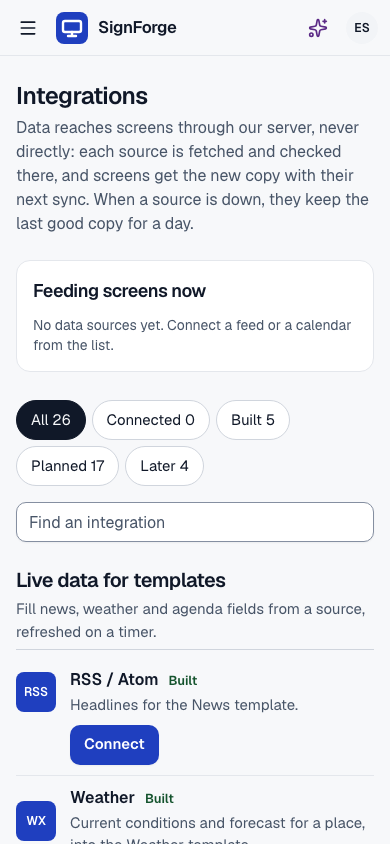 SignForge
ES
Integrations
Data reaches screens through our server, never
directly: each source is fetched and checked
there, and screens get the new copy with their
next sync. When a source is down, they keep the
last good copy for a day.
Feeding screens now
No data sources yet. Connect a feed or a calendar
from the list.
All 26
Connected 0
Built 5
Planned 17
Later 4
Find an integration
Live data for templates
Fill news, weather and agenda fields from a source,
refreshed on a timer.
RSS
RSS / Atom Built
Headlines for the News template.
Connect
WX
Weather Built
Current conditions and forecast for a place,
into the Weather template.